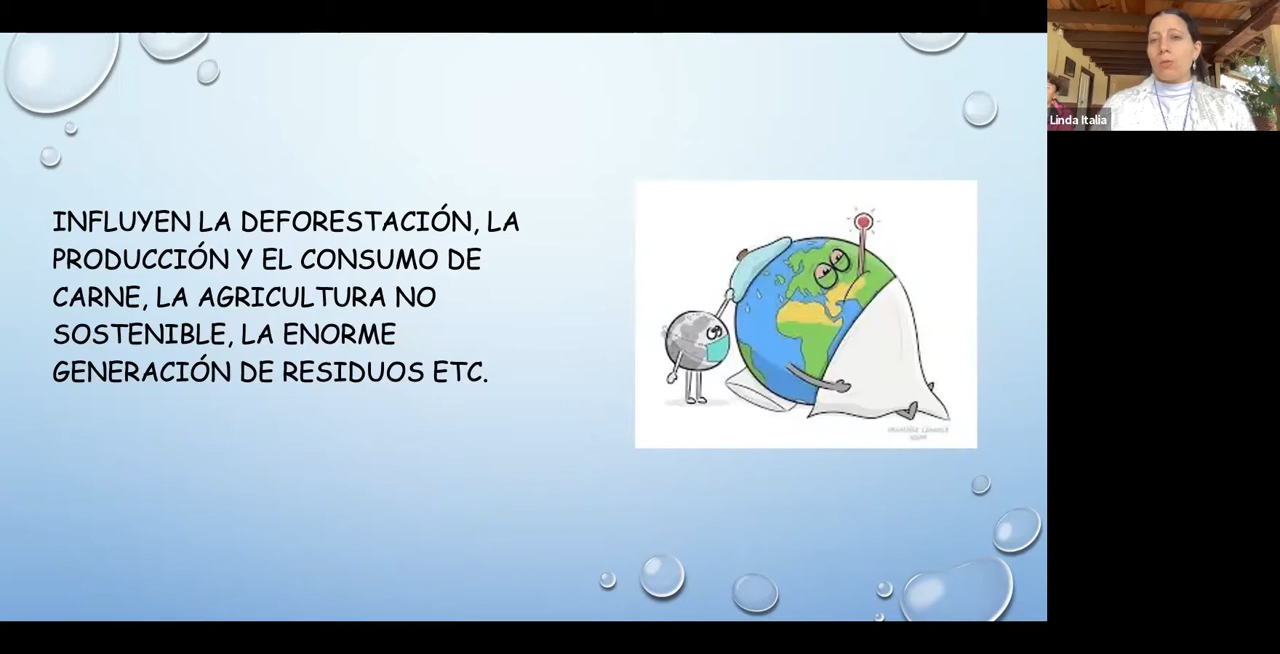 INFLUYEN LA DEFORESTACIÓN, LA
PRODUCCIÓN Y EL CONSUMO DE
CARNE, LA AGRICULTURA NO
SOSTENIBLE, LA ENORME
GENERACIÓN DE RESIDUOS ETC.
Linda Italia